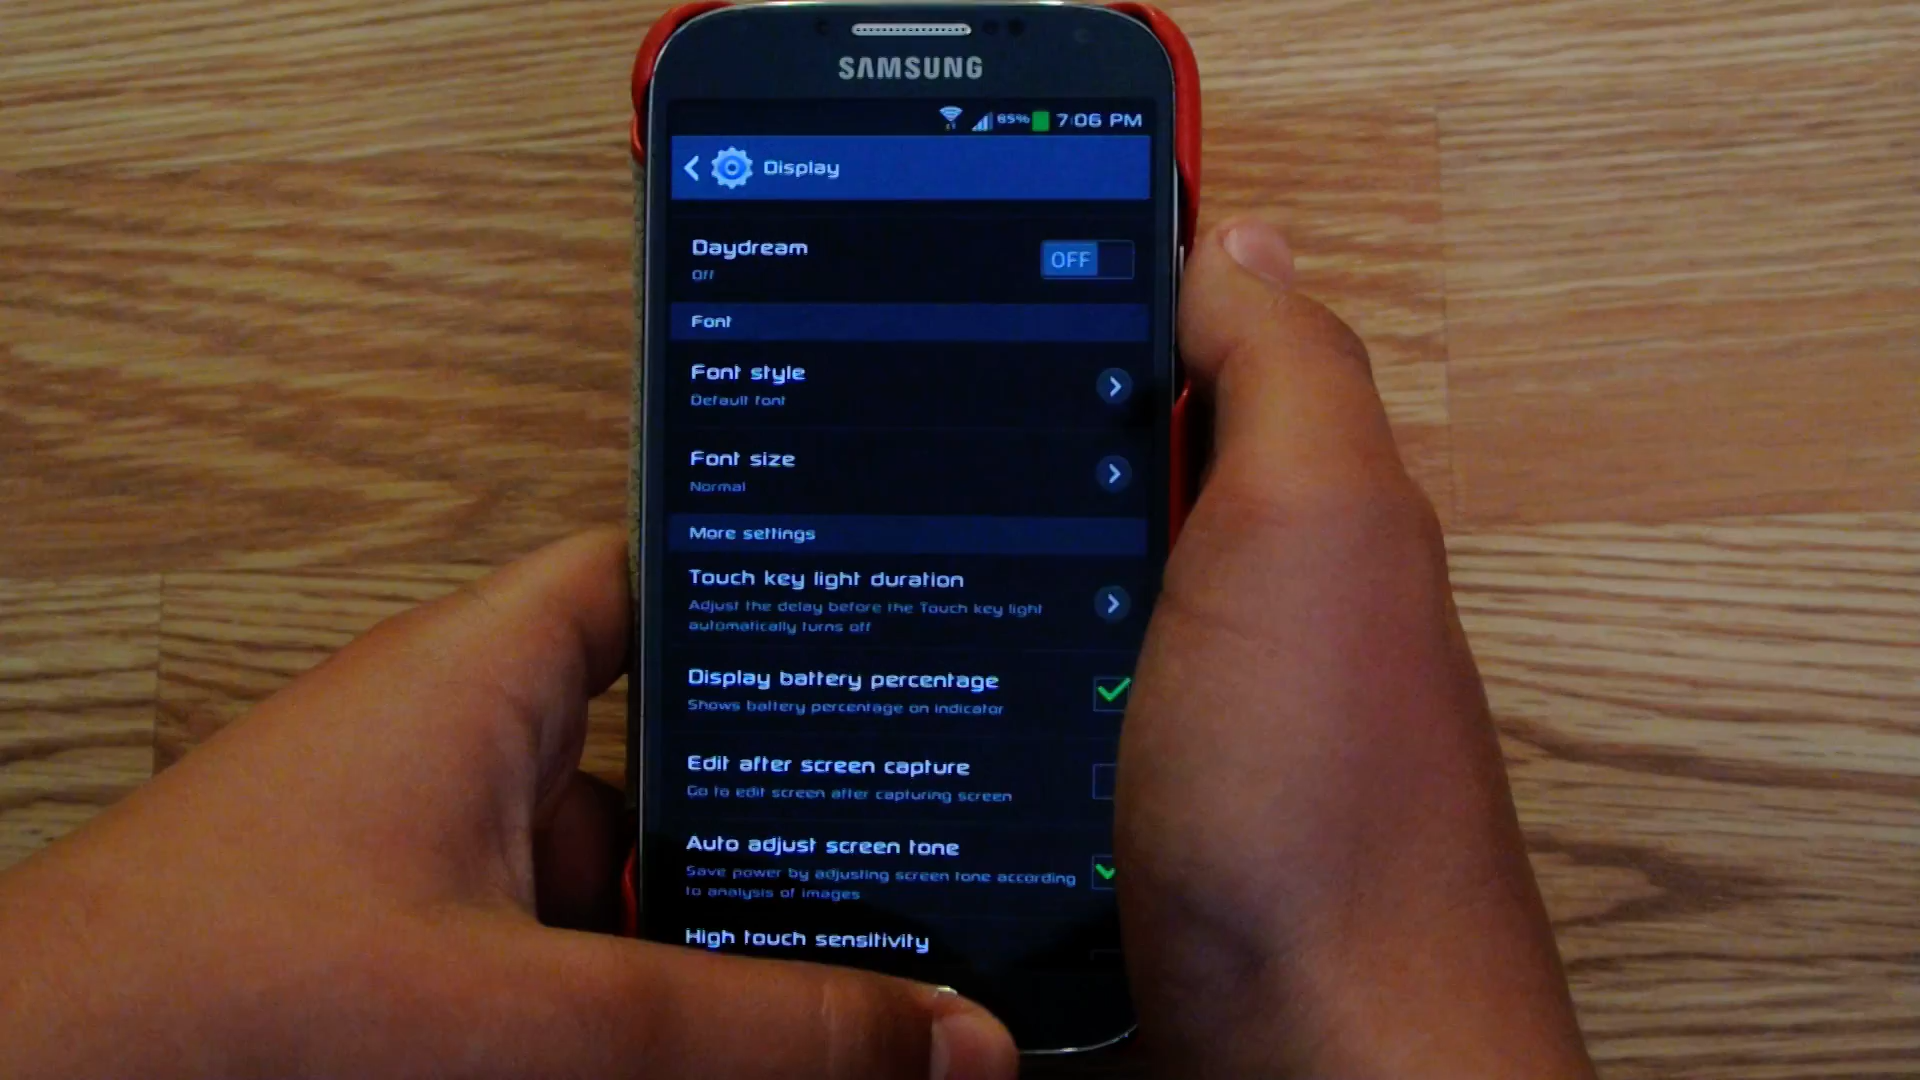 SAMSUNG
85% 7:06 PM
Display
Daydream
Off
OFF
Font
Font style
Default font
Font size
Normal
More settings
Touch key light duration
Adjust the delay before the Touch key light
automatically turns off
Display battery percentage
Shows battery percentage on indicator
Edit after screen capture
Go to edit screen after capturing screen
Auto adjust screen tone
Save power by adjusting screen tone according
to analysis of images
High touch sensitivity